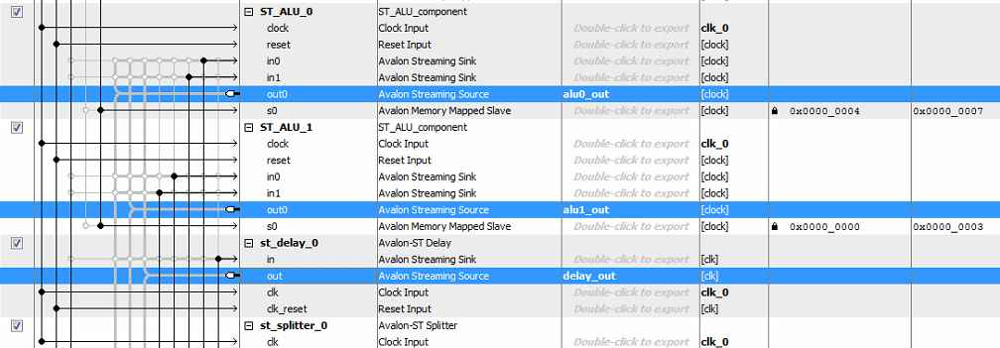 ST_ALU_0 ST_ALU_component
clock Clock Input Double-click to export clk_0
reset Reset Input Double-click to export [clock]
in0 Avalon Streaming Sink Double-click to export [clock]
in1 Avalon Streaming Sink Double-click to export [clock]
out0 Avalon Streaming Source alu0_out [clock]
s0 Avalon Memory Mapped Slave Double-click to export [clock] 0x0000_0004 0x0000_0007
ST_ALU_1 ST_ALU_component
clock Clock Input Double-click to export clk_0
reset Reset Input Double-click to export [clock]
in0 Avalon Streaming Sink Double-click to export [clock]
in1 Avalon Streaming Sink Double-click to export [clock]
out0 Avalon Streaming Source alu1_out [clock]
s0 Avalon Memory Mapped Slave Double-click to export [clock] 0x0000_0000 0x0000_0003
st_delay_0 Avalon-ST Delay
in Avalon Streaming Sink Double-click to export [clk]
out Avalon Streaming Source delay_out [clk]
clk Clock Input Double-click to export clk_0
clk_reset Reset Input Double-click to export [clk]
st_splitter_0 Avalon-ST Splitter
clk Clock Input Double-click to export clk_0